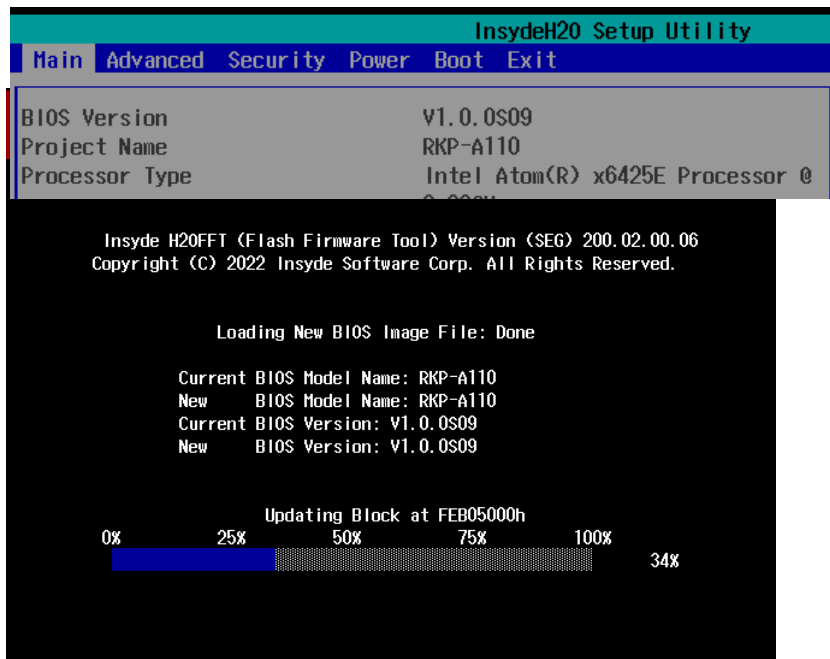 InsydeH20 Setup Utility
Main Advanced Security Power Boot Exit
BIOS Version V1.0.0S09
Project Name RKP-A110
Processor Type Intel Atom(R) x6425E Processor @
Insyde H20FFT (Flash Firmware Tool) Version (SEG) 200.02.00.06
Copyright (C) 2022 Insyde Software Corp. All Rights Reserved.
Loading New BIOS Image File: Done
Current BIOS Model Name: RKP-A110
New BIOS Model Name: RKP-A110
Current BIOS Version: V1.0.0S09
New BIOS Version: V1.0.0S09
Updating Block at FEB05000h
0% 25% 50% 75% 100%
34%